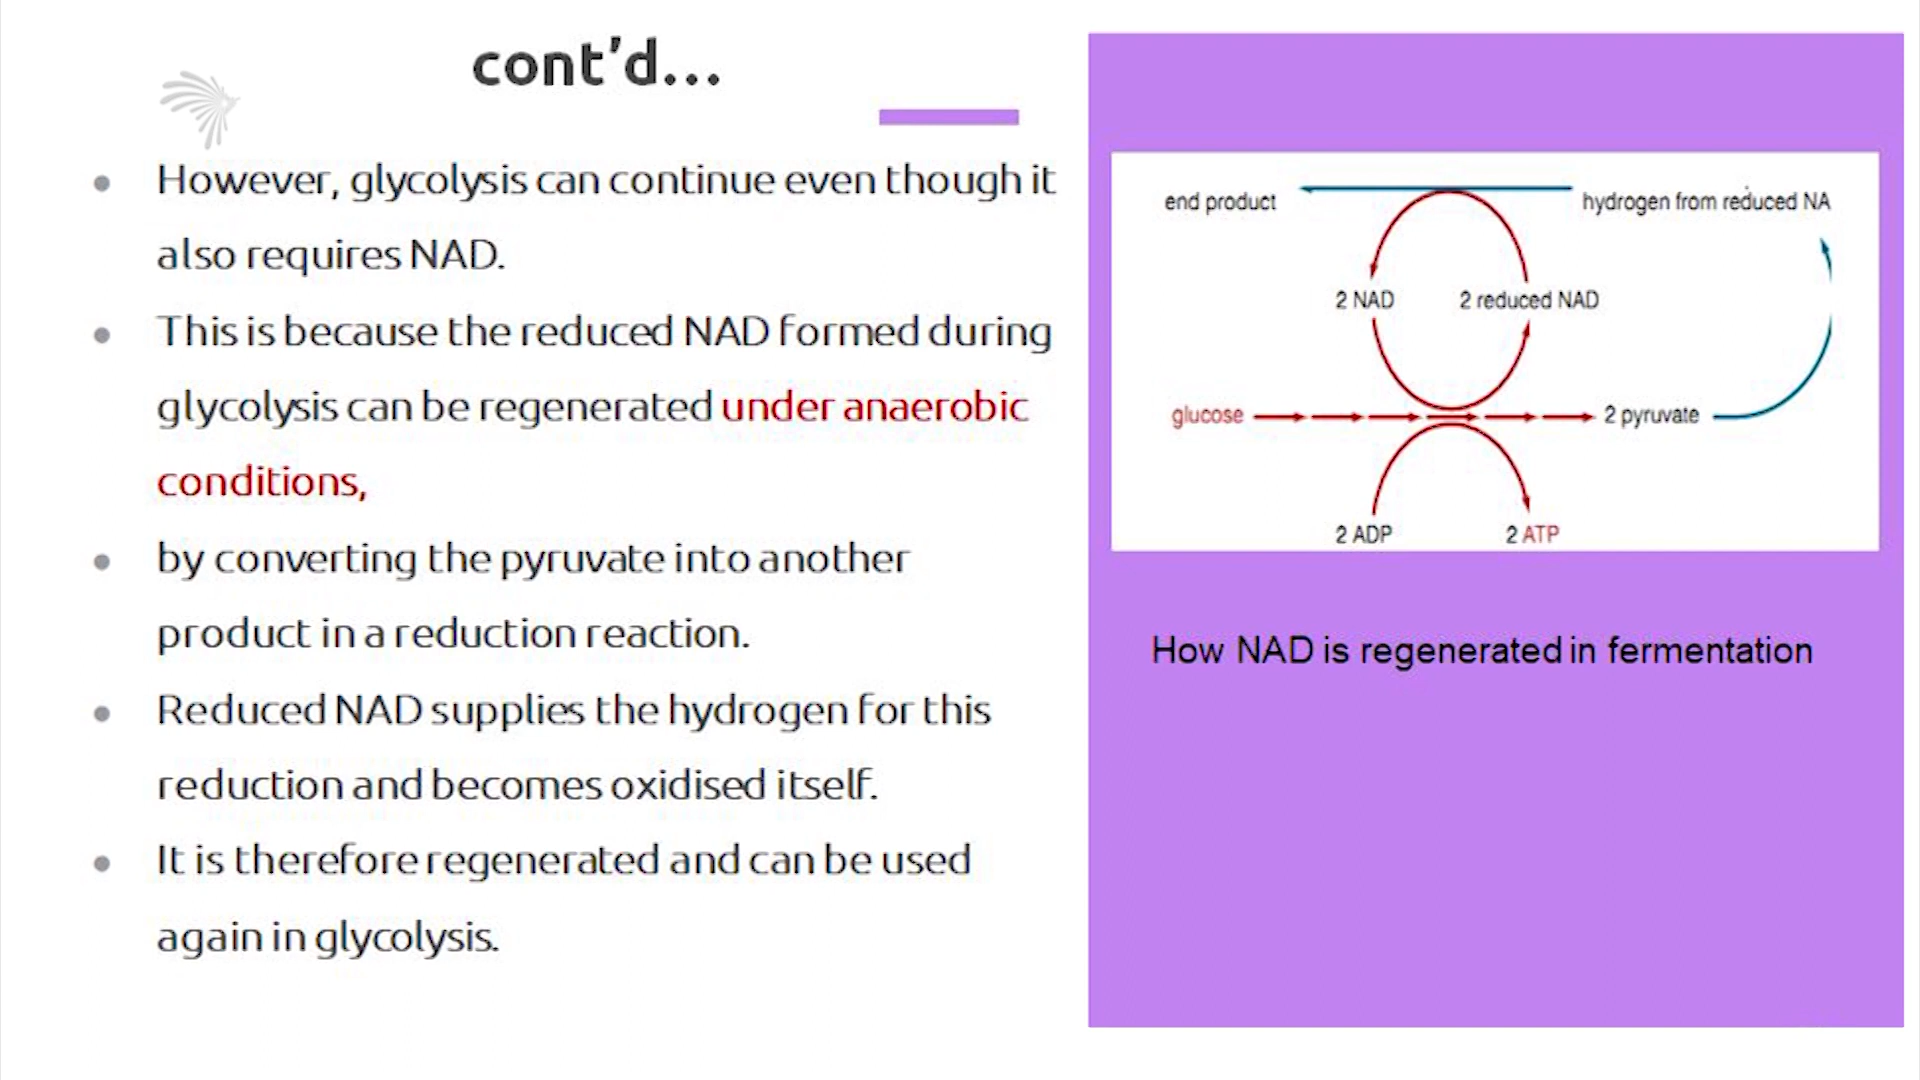 cont’d...
However, glycolysis can continue even though it
also requires NAD.
This is because the reduced NAD formed during
glycolysis can be regenerated under anaerobic
conditions,
by converting the pyruvate into another
product in a reduction reaction.
Reduced NAD supplies the hydrogen for this
reduction and becomes oxidised itself.
It is therefore regenerated and can be used
again in glycolysis.
end product
hydrogen from reduced NA
2 NAD
2 reduced NAD
glucose
2 pyruvate
2 ADP
2 ATP
How NAD is regenerated in fermentation